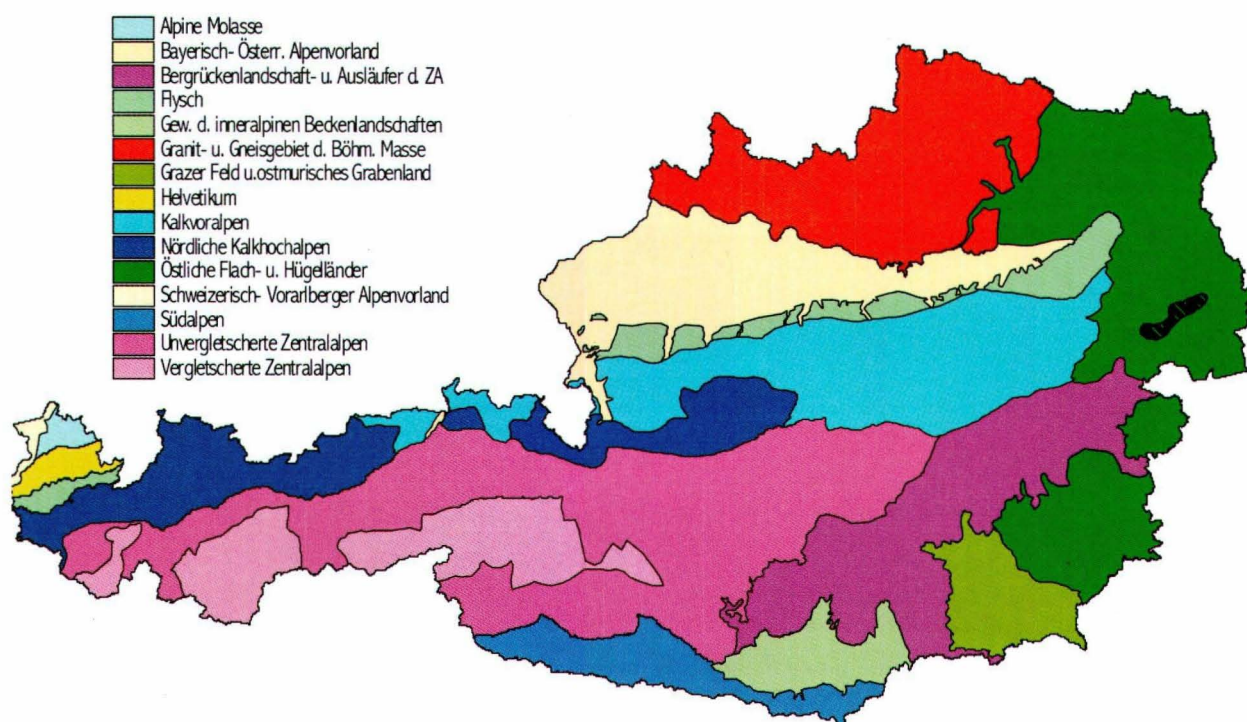 Alpine Molasse
Bayerisch- Österr. Alpenvorland
Bergrückenlandschaft- u. Ausläufer d. ZA
Flysch
Gew. d. inneralpinen Beckenlandschaften
Granit- u. Gneisgebiet d. Böhm. Masse
Grazer Feld u.ostmurisches Grabenland
Helvetikum
Kalkvoralpen
Nördliche Kalkhochalpen
Östliche Flach- u. Hügelländer
Schweizerisch- Vorarlberger Alpenvorland
Südalpen
Unvergletscherte Zentralalpen
Vergletscherte Zentralalpen